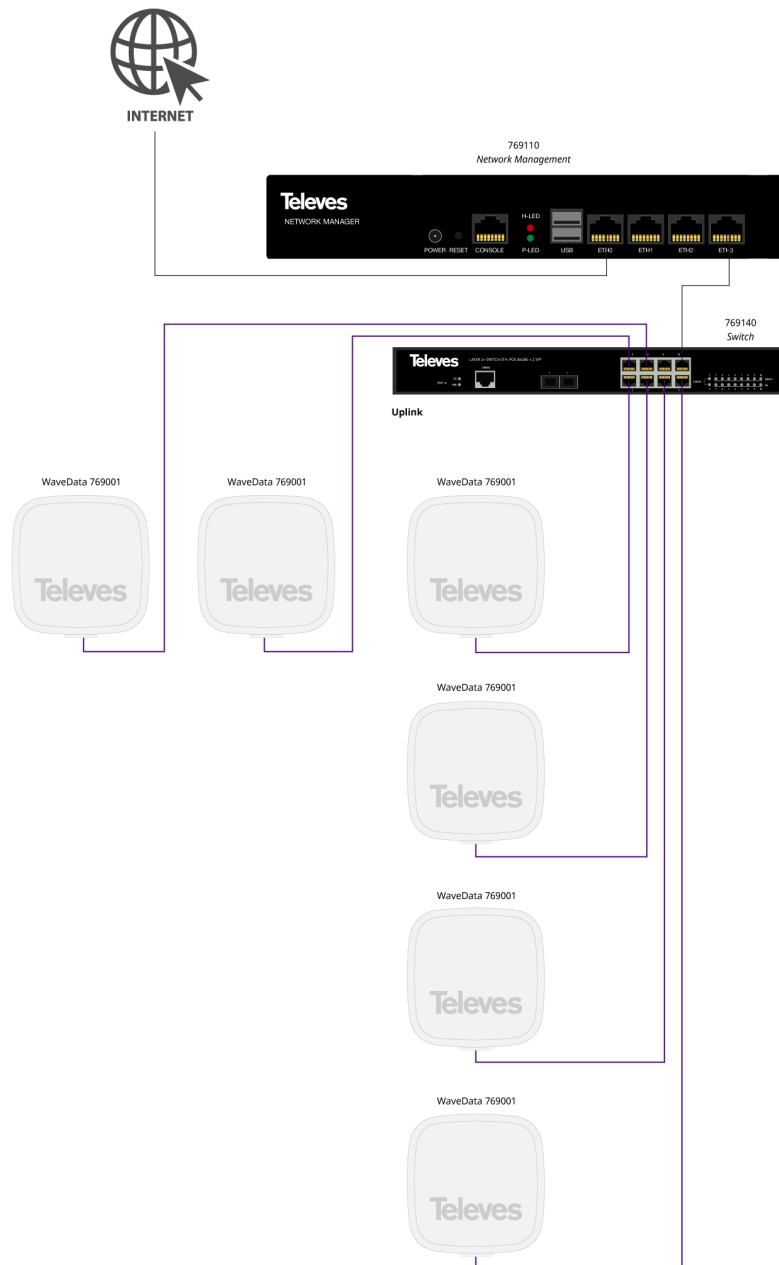 INTERNET
769110
Network Management
Televes
NETWORK MANAGER
H-LED
POWER RESET CONSOLE P-LED USB ETH0 ETH1 ETH2 ETH3
769140
Switch
Televes
Uplink
WaveData 769001 WaveData 769001 WaveData 769001
Televes Televes Televes
WaveData 769001
Televes
WaveData 769001
Televes
WaveData 769001
Televes